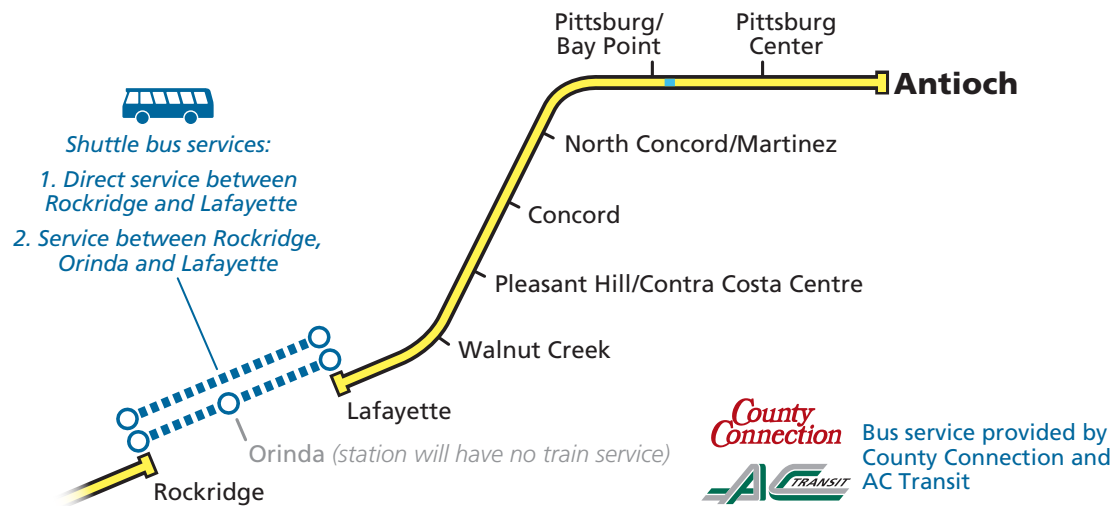 Pittsburg/
Bay Point
Pittsburg
Center
Antioch
Shuttle bus services:
1. Direct service between
Rockridge and Lafayette
2. Service between Rockridge,
Orinda and Lafayette
North Concord/Martinez
Concord
Pleasant Hill/Contra Costa Centre
Walnut Creek
Lafayette
Orinda (station will have no train service)
Rockridge
County
Connection
AC TRANSIT
Bus service provided by
County Connection and
AC Transit